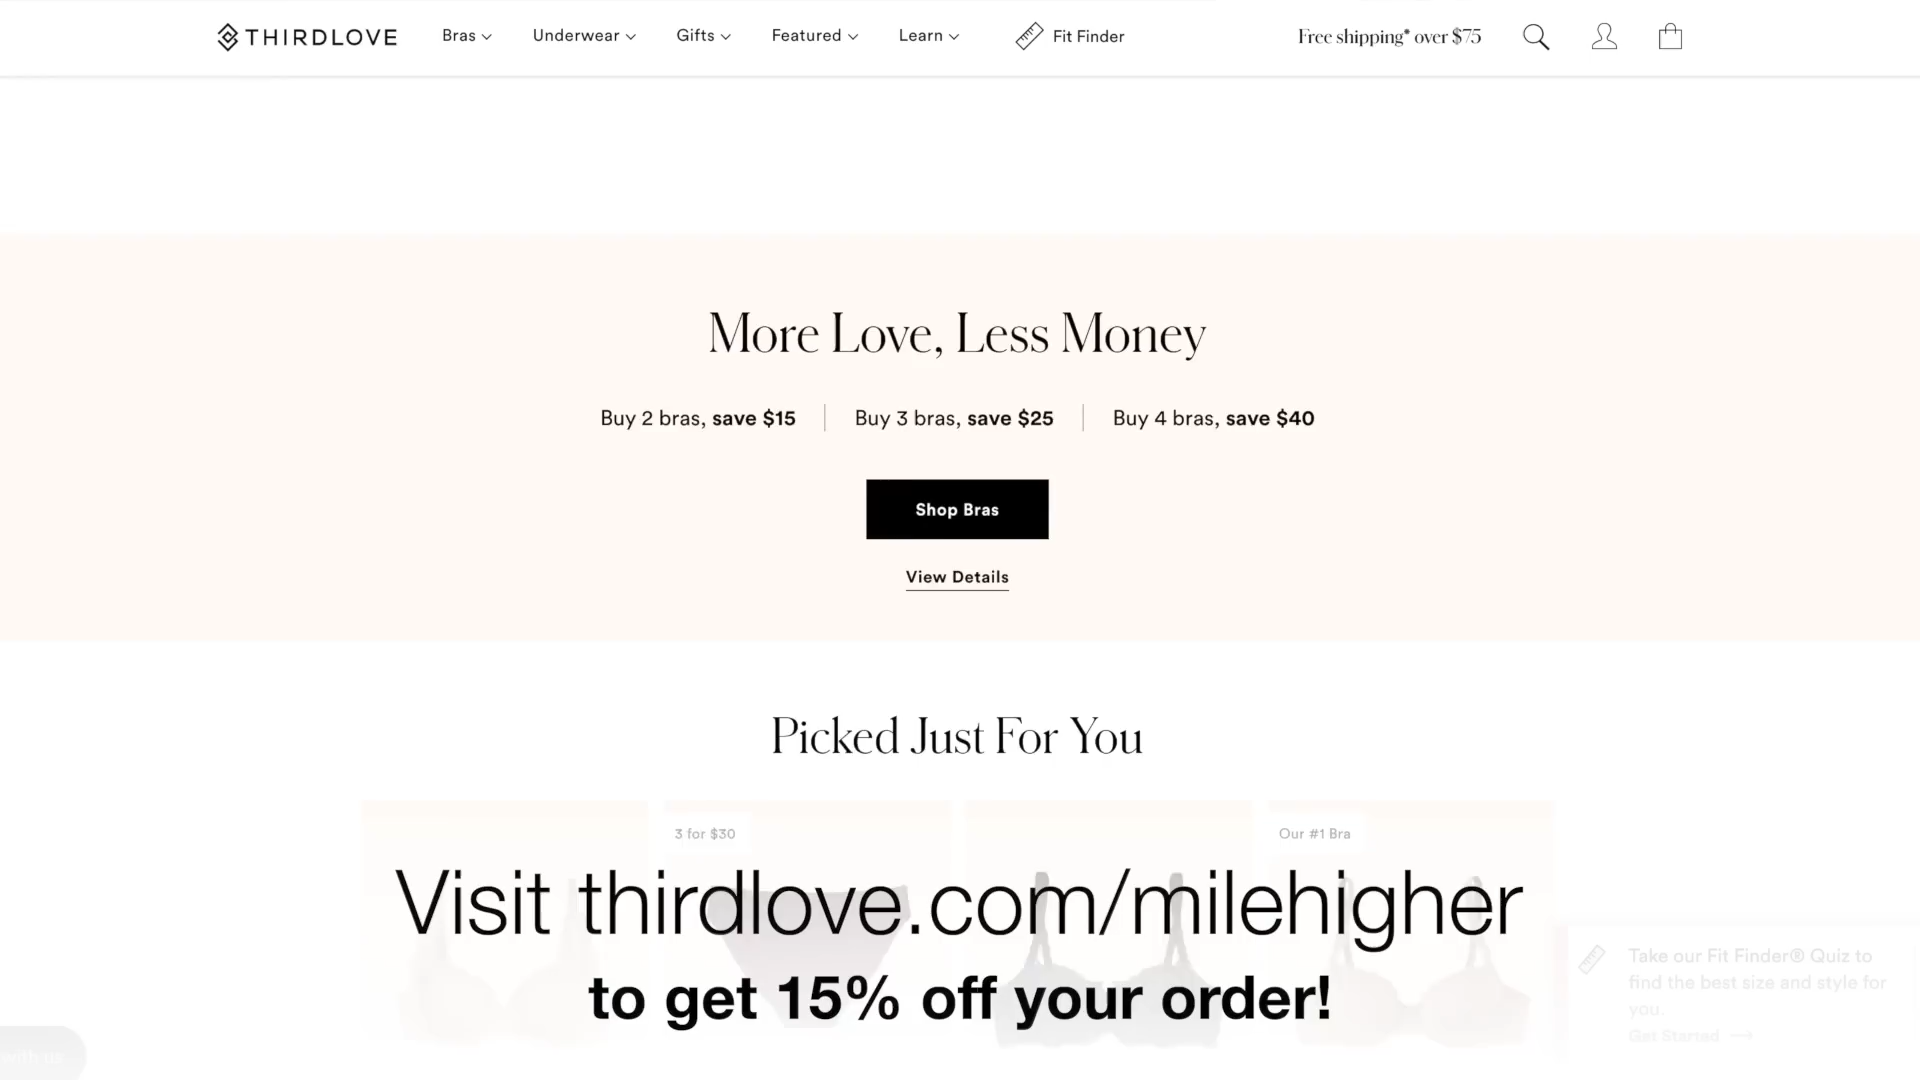 THIRDLOVE Bras Underwear Gifts Featured Learn Fit Finder Free shipping* over $75
More Love, Less Money
Buy 2 bras, save $15 Buy 3 bras, save $25 Buy 4 bras, save $40
Shop Bras
View Details
Picked Just For You
3 for $30 Our #1 Bra
Visit thirdlove.com/milehigher
to get 15% off your order!
Take our Fit Finder® Quiz to
find the best size and style for
you.
Get Started
with us